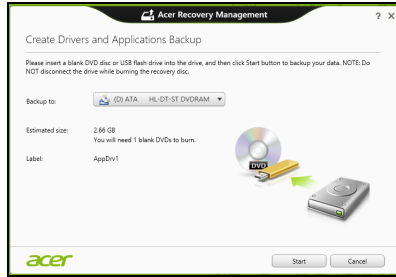 Acer Recovery Management
? X
Create Drivers and Applications Backup
Please insert a blank DVD disc or USB flash drive into the drive, and then click Start button to backup your data. NOTE: Do
NOT disconnect the drive while burning the recovery disc.
Backup to: (D) ATA HL-DT-ST DVDRAM
Estimated size: 2.66 GB
You will need 1 blank DVDs to burn.
Label: AppDrv1
DVD
acer Start Cancel